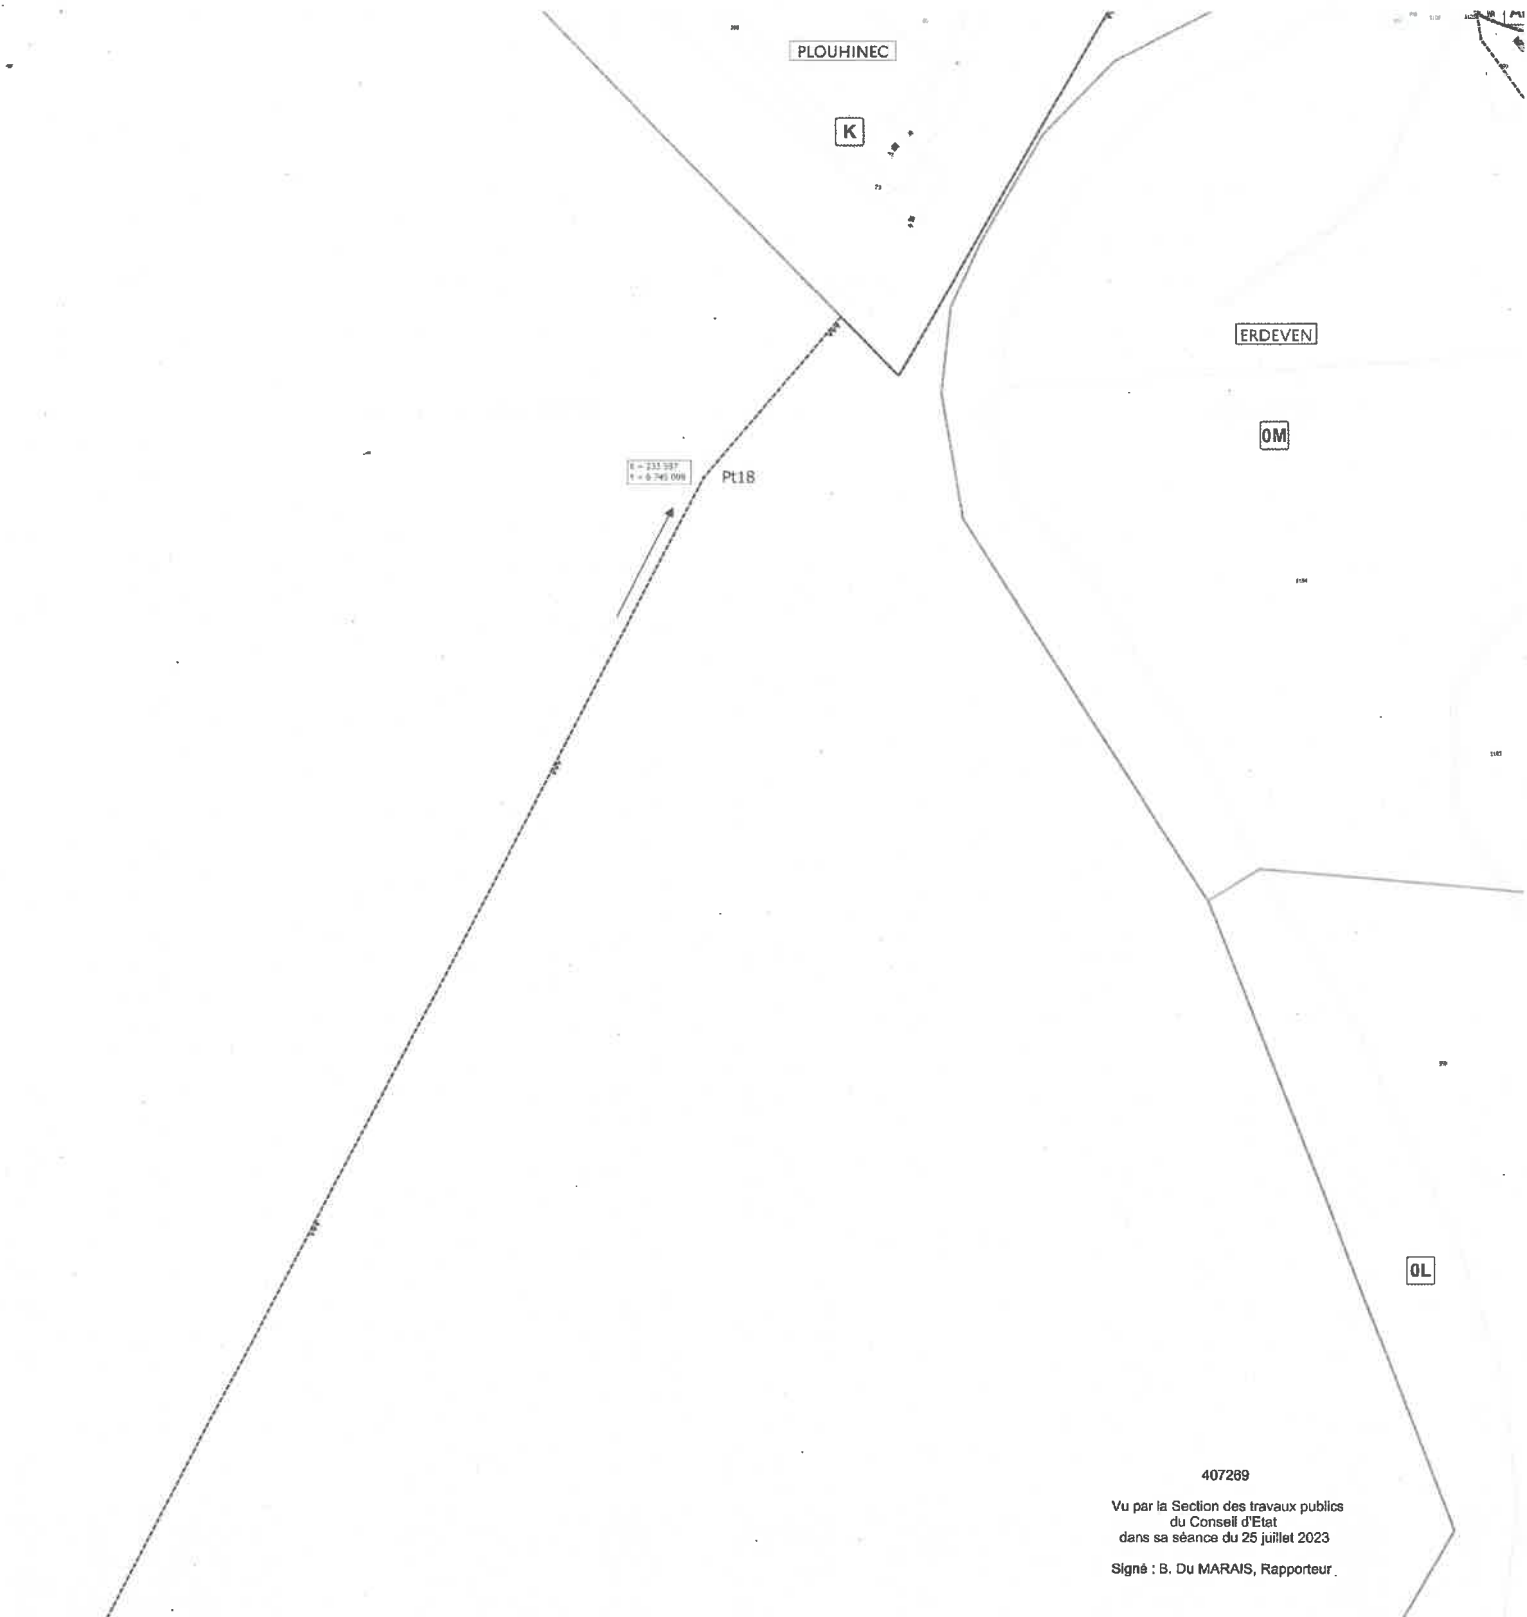 PLOUHINEC
K
ERDEVEN
0M
Pt18
0L
407269
Vu par la Section des travaux publics
du Conseil d'Etat
dans sa séance du 25 juillet 2023
Signé : B. Du MARAIS, Rapporteur